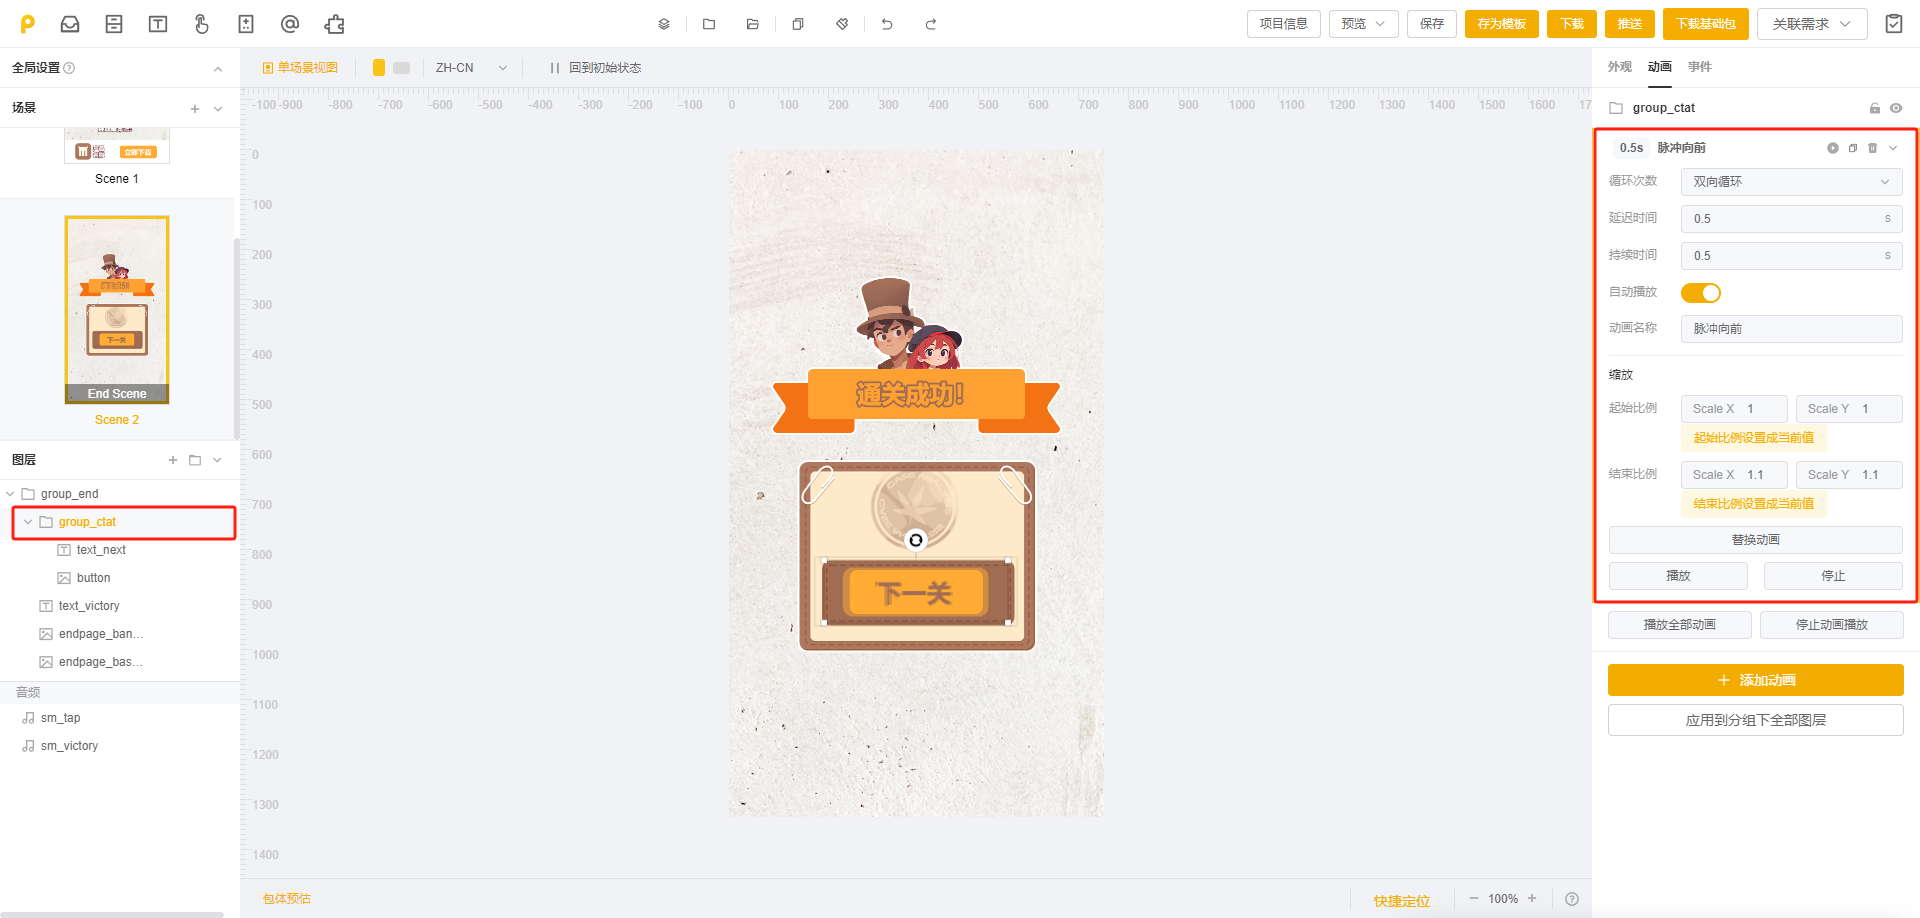 项目信息 预览 保存 存为模板 下载 推送 下载基础包 关联需求
全局设置
单场景视图 ZH-CN 回到初始状态
外观 动画 事件
场景
-100 -900 -800 -700 -600 -500 -400 -300 -200 -100 0 100 200 300 400 500 600 700 800 900 1000 1100 1200 1300 1400 1500 1600 17
group_ctat
立即下载
Scene 1
0
100
200
300
400
500
600
700
800
900
1000
1100
1200
1300
1400
下一关
End Scene
Scene 2
图层
group_end
group_ctat
text_next
button
text_victory
endpage_ban...
endpage_bas...
音频
sm_tap
sm_victory
通关成功!
下一关
0.5s 脉冲向前
循环次数 双向循环
延迟时间 0.5 s
持续时间 0.5 s
自动播放
动画名称 脉冲向前
缩放
起始比例 Scale X 1 Scale Y 1
起始比例设置成当前值
结束比例 Scale X 1.1 Scale Y 1.1
结束比例设置成当前值
替换动画
播放 停止
播放全部动画 停止动画播放
+ 添加动画
应用到分组下全部图层
包体预估 快捷定位 − 100% +